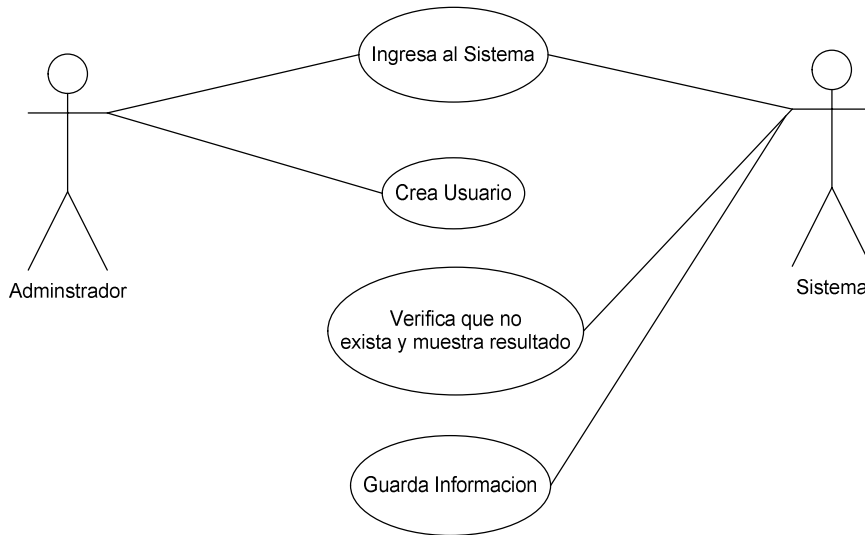 Ingresa al Sistema
Crea Usuario
Adminstrador
Sistema
Verifica que no
exista y muestra resultado
Guarda Informacion